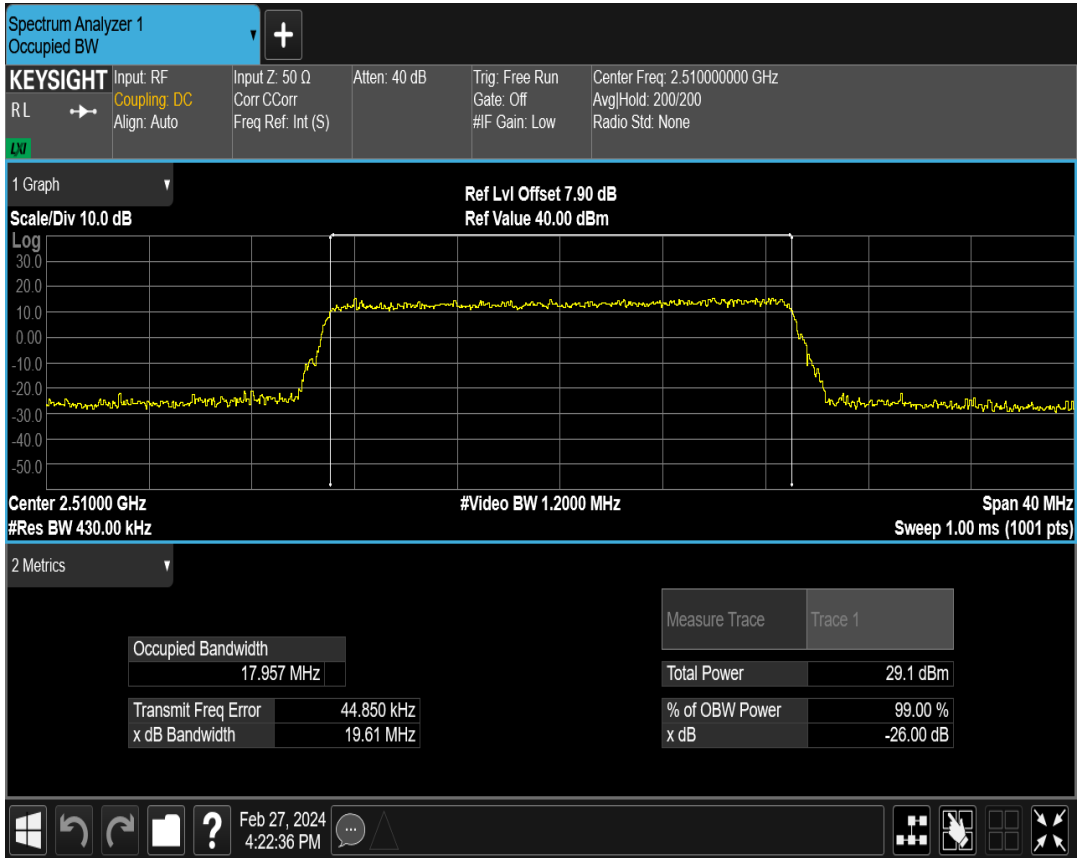 Spectrum Analyzer 1
Occupied BW
+
KEYSIGHT
RL
LXI
Input: RF
Coupling: DC
Align: Auto
Input Z: 50 Ω
Corr CCorr
Freq Ref: Int (S)
Atten: 40 dB
Trig: Free Run
Gate: Off
#IF Gain: Low
Center Freq: 2.510000000 GHz
Avg|Hold: 200/200
Radio Std: None
1 Graph
Scale/Div 10.0 dB
Ref Lvl Offset 7.90 dB
Ref Value 40.00 dBm
Log
30.0
20.0
10.0
0.00
-10.0
-20.0
-30.0
-40.0
-50.0
Center 2.51000 GHz
#Res BW 430.00 kHz
#Video BW 1.2000 MHz
Span 40 MHz
Sweep 1.00 ms (1001 pts)
2 Metrics
Occupied Bandwidth
17.957 MHz
Transmit Freq Error 44.850 kHz
x dB Bandwidth 19.61 MHz
Measure Trace Trace 1
Total Power 29.1 dBm
% of OBW Power 99.00 %
x dB -26.00 dB
?
Feb 27, 2024
4:22:36 PM